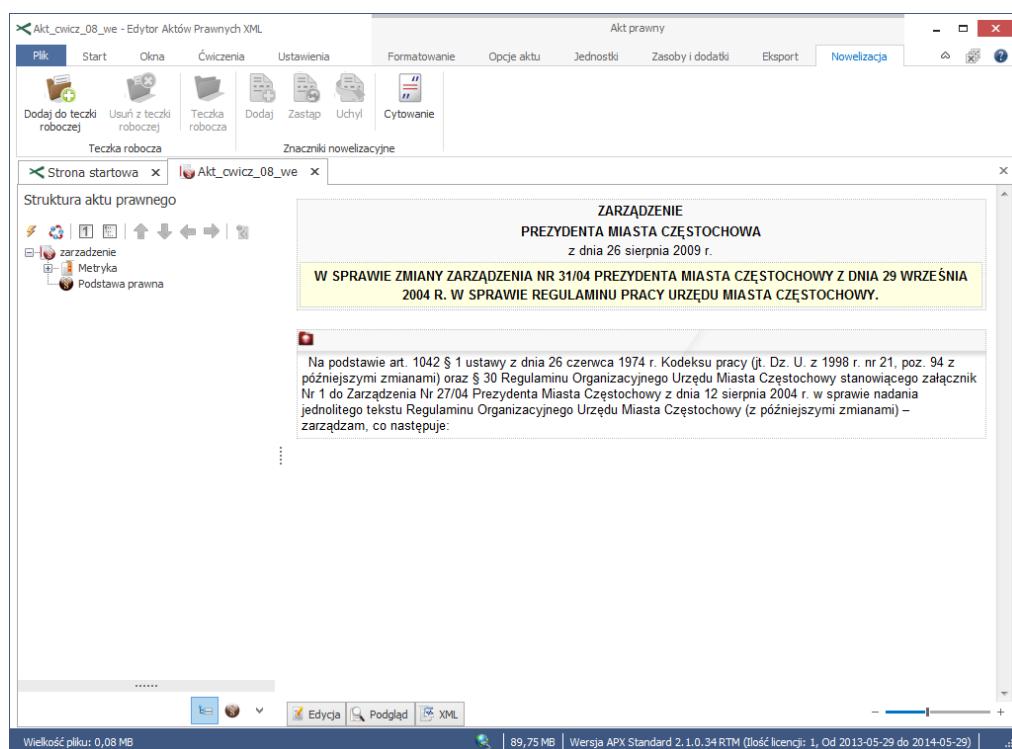 Akt_cwicz_08_we - Edytor Aktów Prawnych XML
Akt prawny
Plik Start Okna Ćwiczenia Ustawienia Formatowanie Opcje aktu Jednostki Zasoby i dodatki Eksport Nowelizacja
Dodaj do teczki roboczej
Usuń z teczki roboczej
Teczka robocza
Dodaj Zastąp Uchyl Cytowanie
Teczka robocza Znaczniki nowelizacyjne
Strona startowa x Akt_cwicz_08_we x
Struktura aktu prawnego
zarzadzenie
Metryka
Podstawa prawna
ZARZĄDZENIE
PREZYDENTA MIASTA CZĘSTOCHOWA
z dnia 26 sierpnia 2009 r.
W SPRAWIE ZMIANY ZARZĄDZENIA NR 31/04 PREZYDENTA MIASTA CZĘSTOCHOWY Z DNIA 29 WRZEŚNIA
2004 R. W SPRAWIE REGULAMINU PRACY URZĘDU MIASTA CZĘSTOCHOWY.
Na podstawie art. 1042 § 1 ustawy z dnia 26 czerwca 1974 r. Kodeksu pracy (jt. Dz. U. z 1998 r. nr 21, poz. 94 z
późniejszymi zmianami) oraz § 30 Regulaminu Organizacyjnego Urzędu Miasta Częstochowy stanowiącego załącznik
Nr 1 do Zarządzenia Nr 27/04 Prezydenta Miasta Częstochowy z dnia 12 sierpnia 2004 r. w sprawie nadania
jednolitego tekstu Regulaminu Organizacyjnego Urzędu Miasta Częstochowy (z późniejszymi zmianami) –
zarządzam, co następuje:
Edycja Podgląd XML
Wielkość pliku: 0,08 MB 89,75 MB Wersja APX Standard 2.1.0.34 RTM (Ilość licencji: 1, Od 2013-05-29 do 2014-05-29)